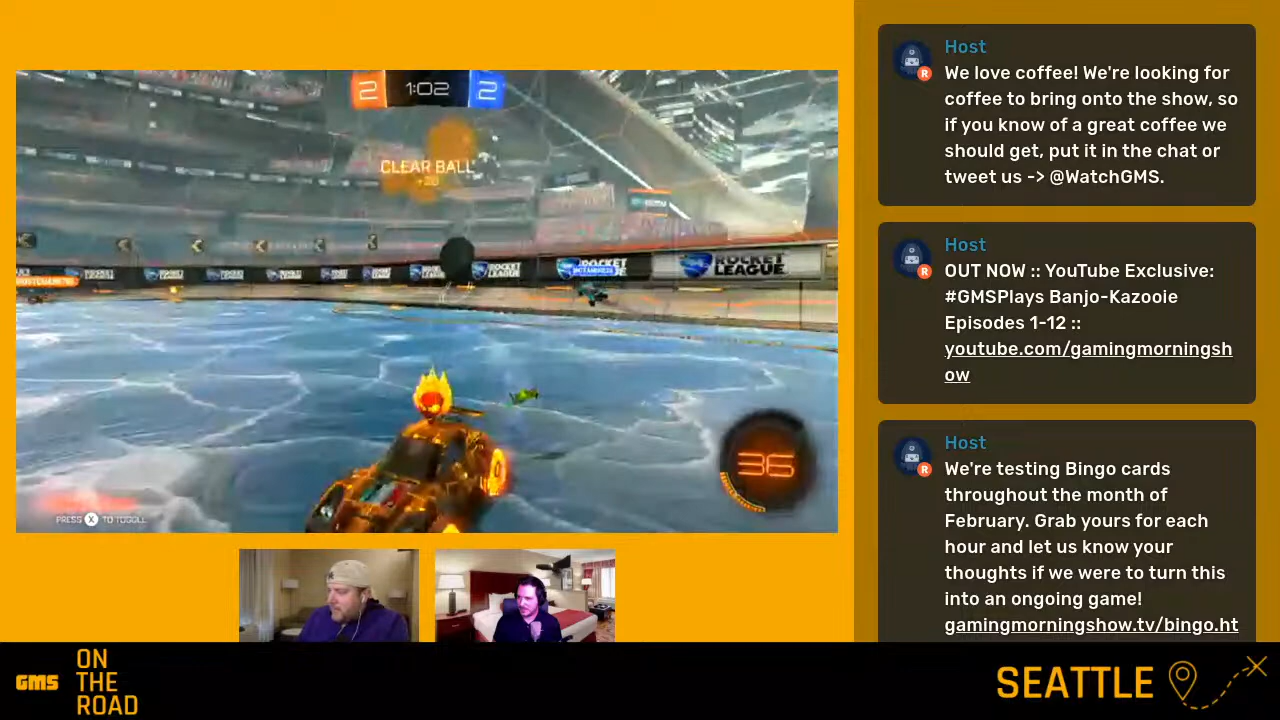 2 1:02 2
CLEAR BALL
+20
ROCKET LEAGUE
ROCKET LEAGUE
36
PRESS X TO TOGGLE
Host
We love coffee! We're looking for
coffee to bring onto the show, so
if you know of a great coffee we
should get, put it in the chat or
tweet us -> @WatchGMS.
Host
OUT NOW :: YouTube Exclusive:
#GMSPlays Banjo-Kazooie
Episodes 1-12 ::
youtube.com/gamingmorningsh
ow
Host
We're testing Bingo cards
throughout the month of
February. Grab yours for each
hour and let us know your
thoughts if we were to turn this
into an ongoing game!
gamingmorningshow.tv/bingo.ht
GMS
ON
THE
ROAD
SEATTLE